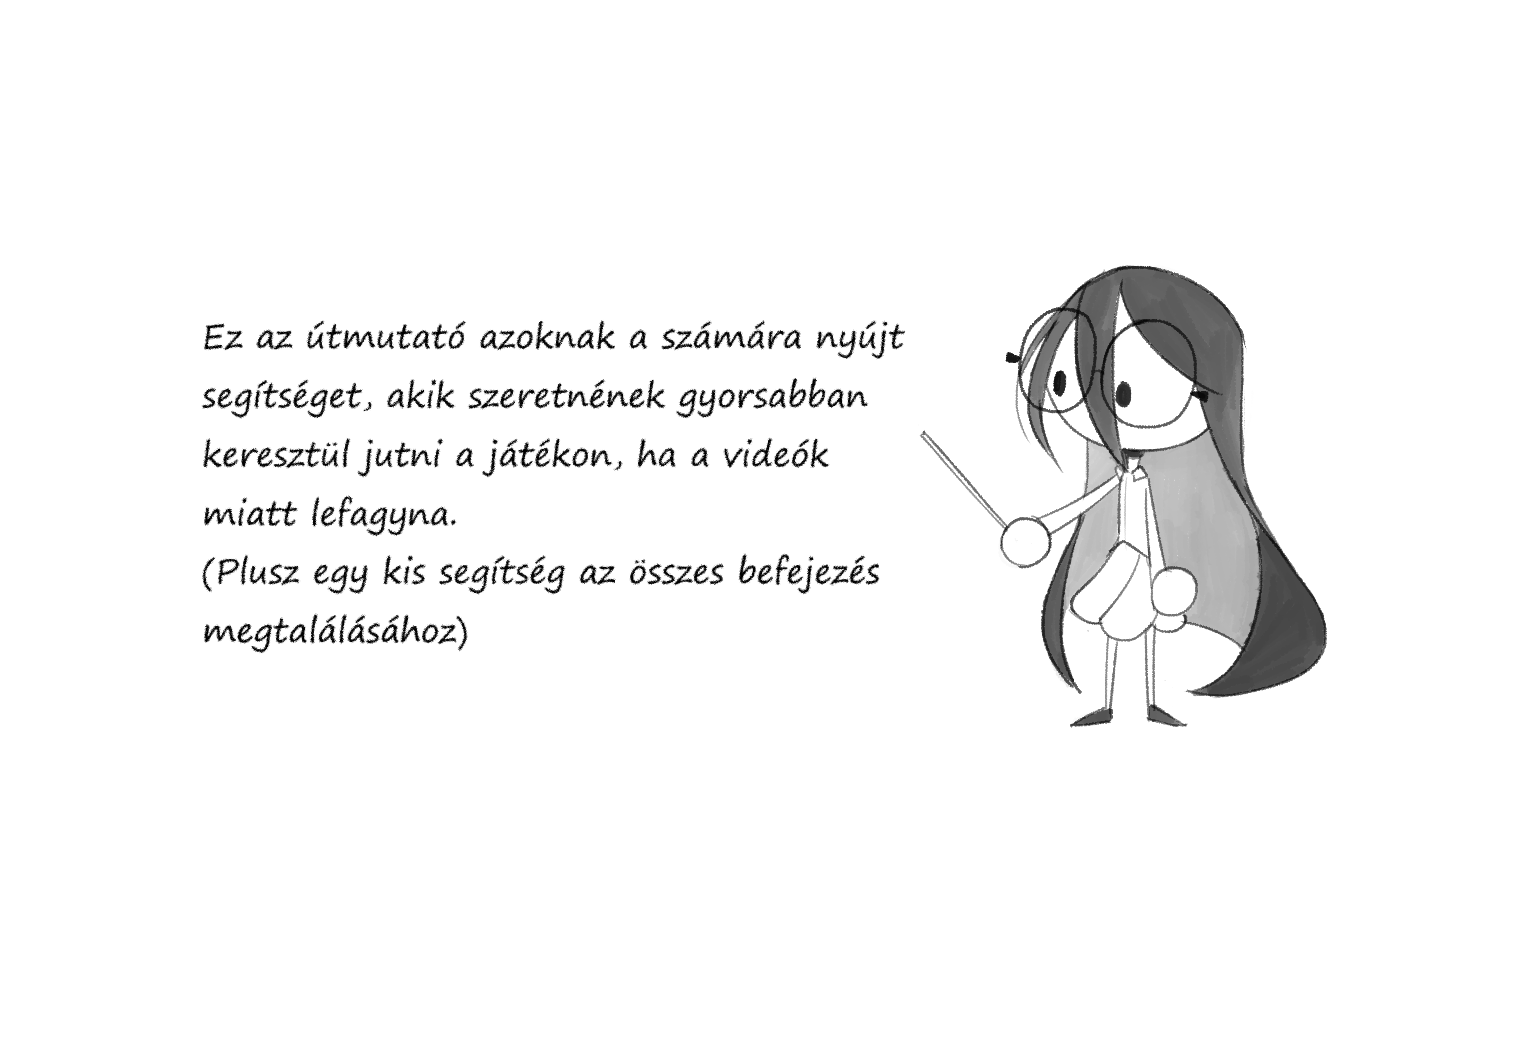 Ez az útmutató azoknak a számára nyújt
segítséget, akik szeretnének gyorsabban
keresztül jutni a játékon, ha a videók
miatt lefagyna.
(Plusz egy kis segítség az összes befejezés
megtalálásához)